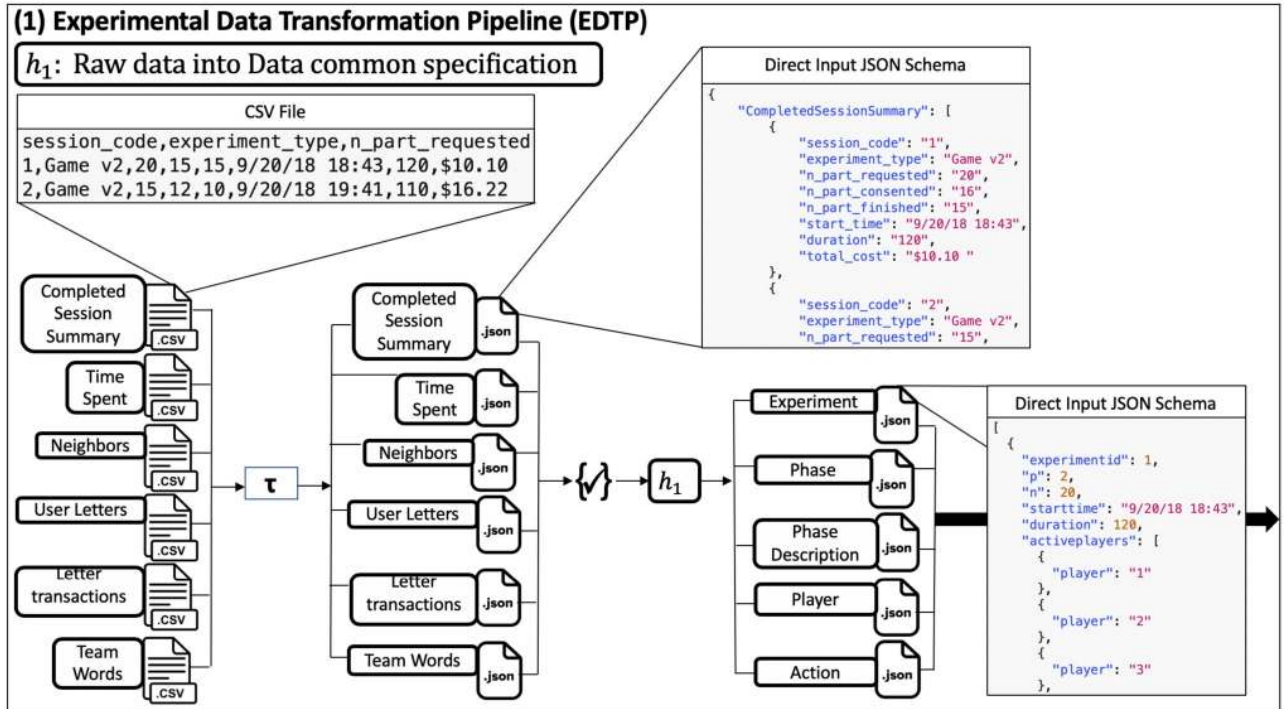 (1) Experimental Data Transformation Pipeline (EDTP)
h₁: Raw data into Data common specification
CSV File
session_code,experiment_type,n_part_requested
1,Game v2,20,15,15,9/20/18 18:43,120,$10.10
2,Game v2,15,12,10,9/20/18 19:41,110,$16.22
Direct Input JSON Schema
{
"CompletedSessionSummary": [
{
"session_code": "1",
"experiment_type": "Game v2",
"n_part_requested": "20",
"n_part_consented": "16",
"n_part_finished": "15",
"start_time": "9/20/18 18:43",
"duration": "120",
"total_cost": "$10.10 "
},
{
"session_code": "2",
"experiment_type": "Game v2",
"n_part_requested": "15",
Completed
Session
Summary
.CSV
Time
Spent
.CSV
Neighbors
.CSV
User Letters
.CSV
Letter
transactions
.CSV
Team
Words
.CSV
τ
Completed
Session
Summary
.json
Time
Spent
.json
Neighbors
.json
User Letters
.json
Letter
transactions
.json
Team Words
.json
{✓}
h₁
Experiment
.json
Phase
.json
Phase
Description
.json
Player
.json
Action
.json
Direct Input JSON Schema
[
{
"experimentid": 1,
"p": 2,
"n": 20,
"starttime": "9/20/18 18:43",
"duration": 120,
"activeplayers": [
{
"player": "1"
},
{
"player": "2"
},
{
"player": "3"
},